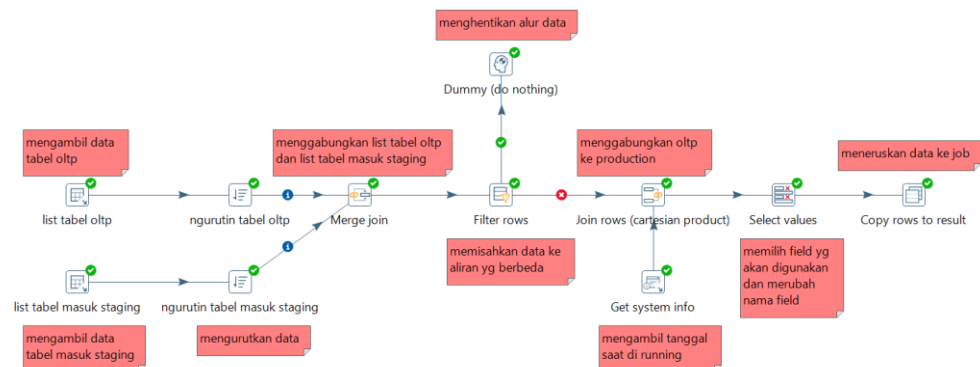 menghentikan alur data
Dummy (do nothing)
mengambil data
tabel oltp
menggabungkan list tabel oltp
dan list tabel masuk staging
menggabungkan oltp
ke production
meneruskan data ke job
list tabel oltp
ngurutin tabel oltp
Merge join
Filter rows
Join rows (cartesian product)
Select values
Copy rows to result
memisahkan data ke
aliran yg berbeda
memilih field yg
akan digunakan
dan merubah
nama field
list tabel masuk staging
ngurutin tabel masuk staging
Get system info
mengambil data
tabel masuk staging
mengurutkan data
mengambil tanggal
saat di running